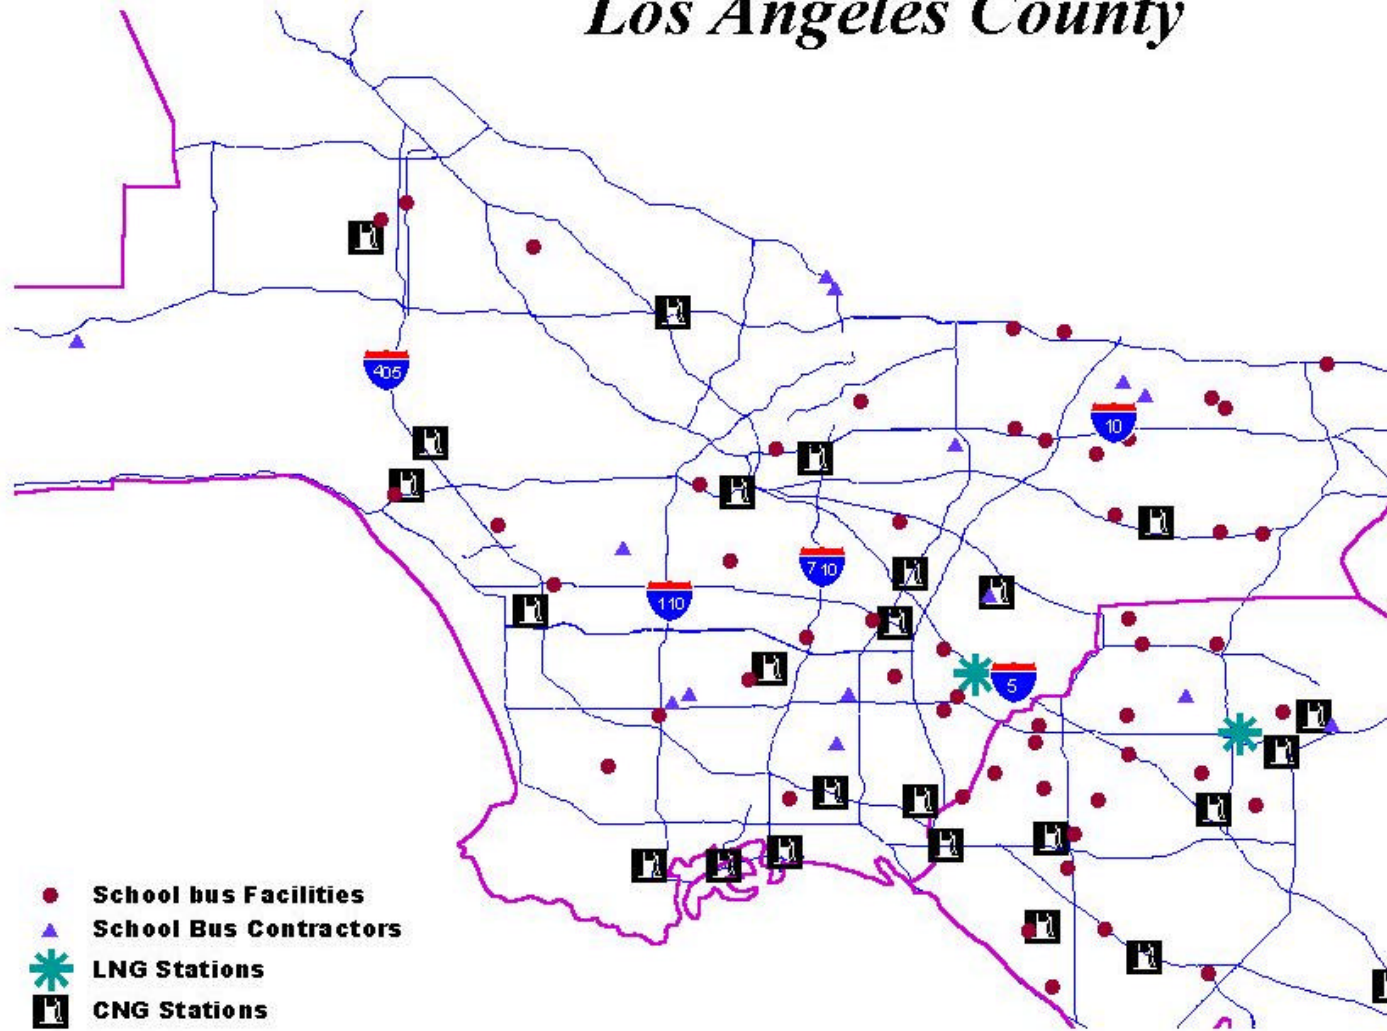 Los Angeles County
405
10
710
110
5
School bus Facilities
School Bus Contractors
LNG Stations
CNG Stations